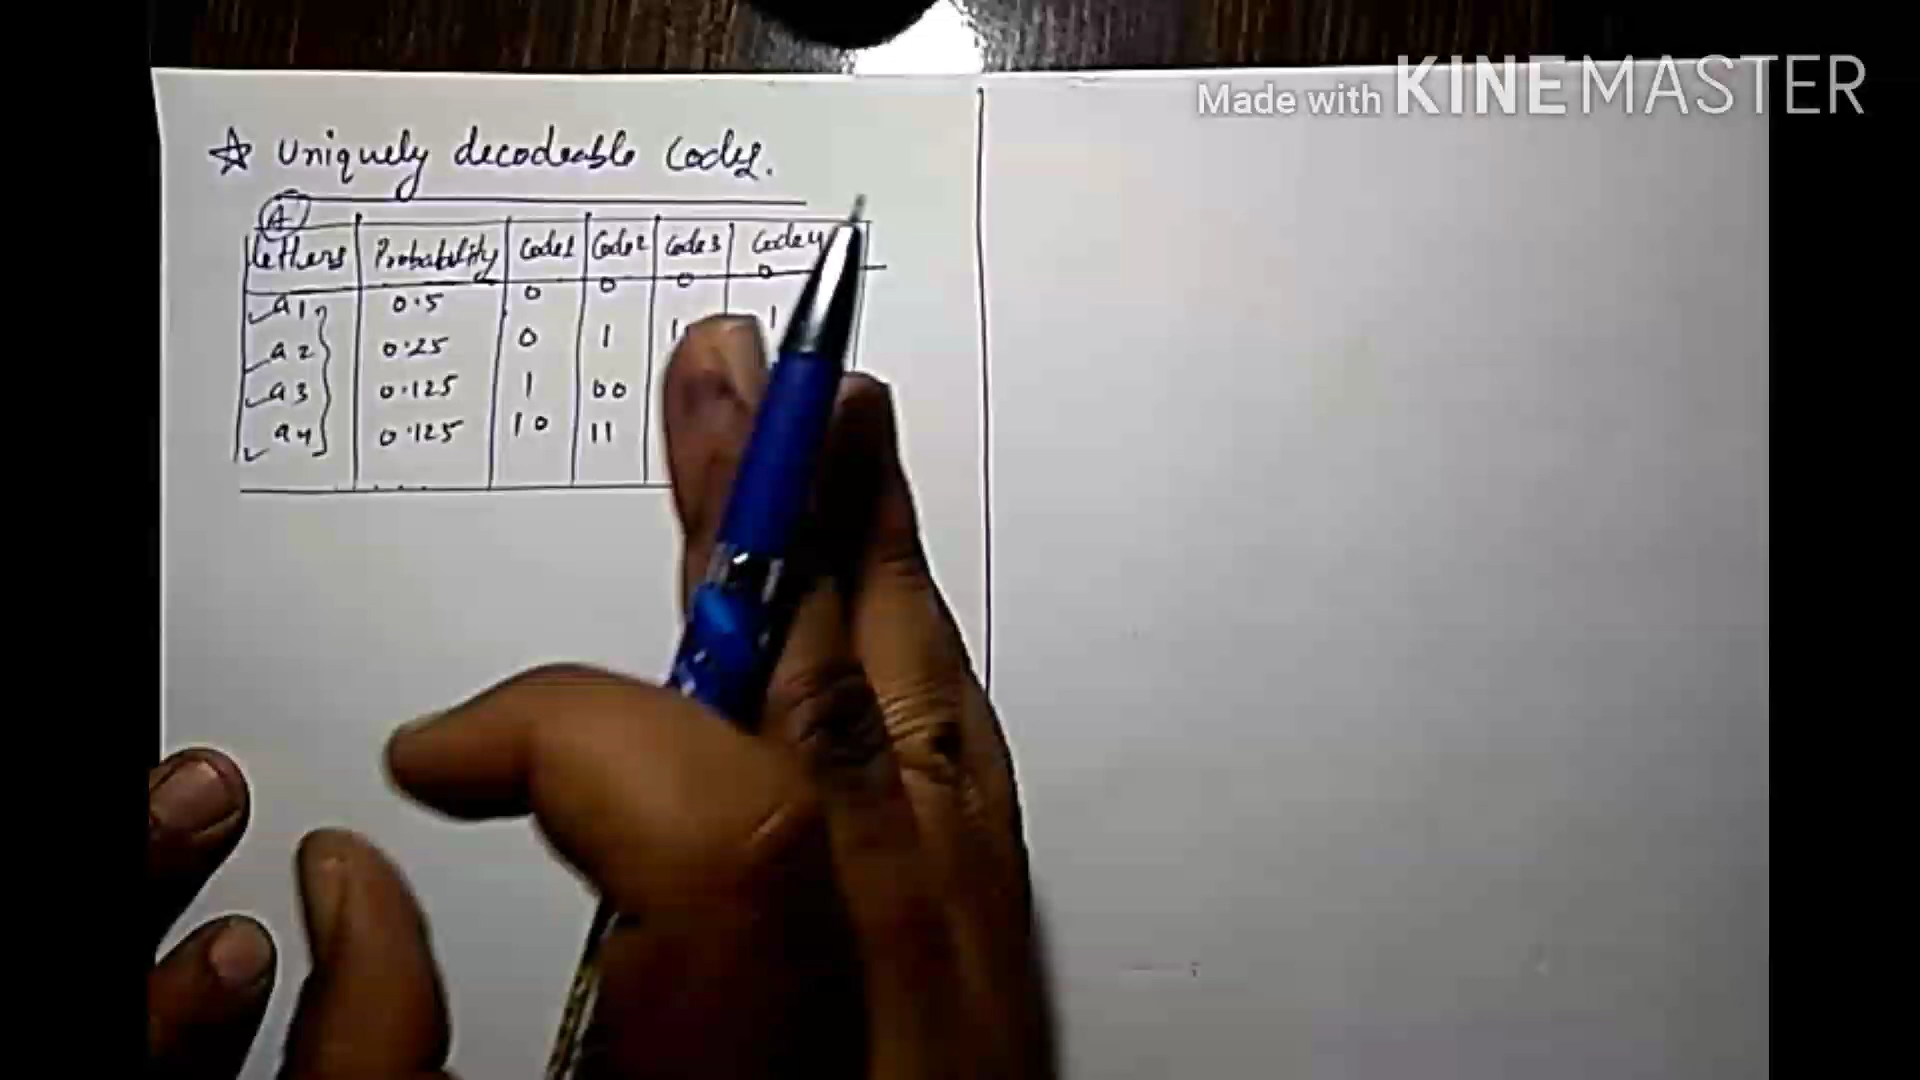 Made with KINEMASTER
☆ Uniquely decodeable Codes.
A
letters Probability Code1 Code2 Code3 Code4
a1 0.5 0 0 0 0
a2 0.25 0 1 1
a3 0.125 1 00
a4 0.125 10 11